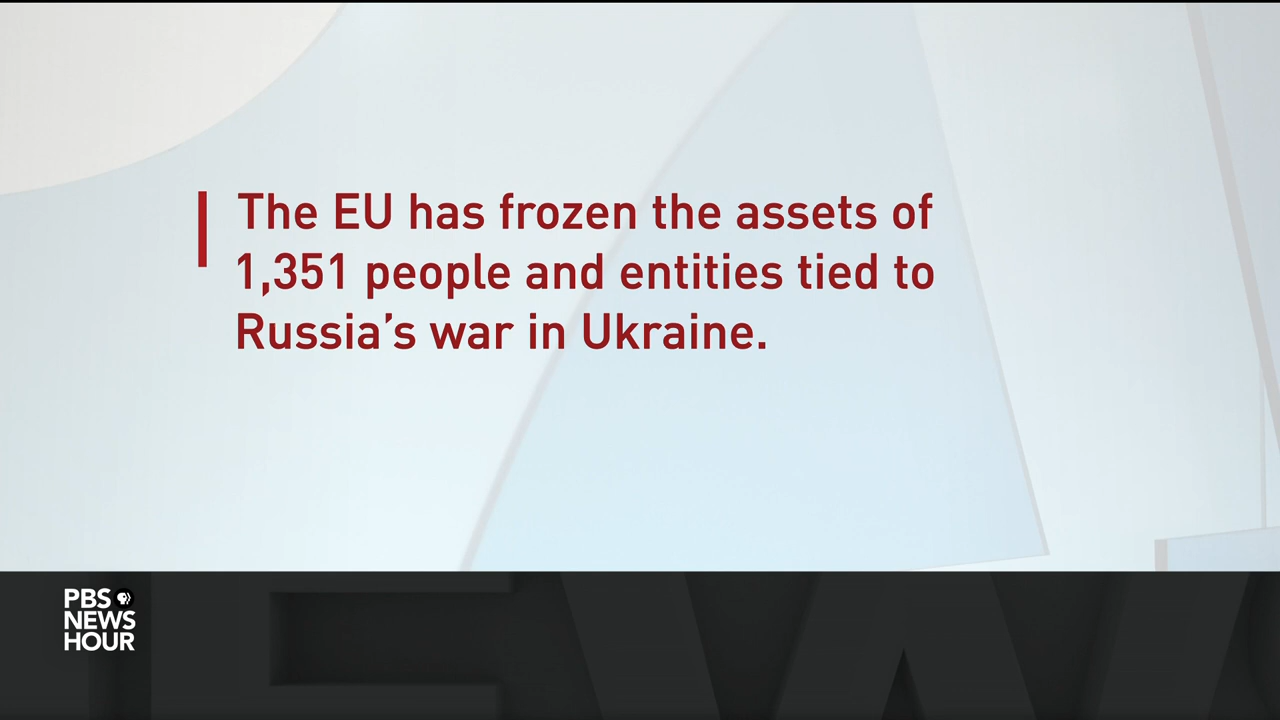 The EU has frozen the assets of
1,351 people and entities tied to
Russia’s war in Ukraine.
PBS
NEWS
HOUR